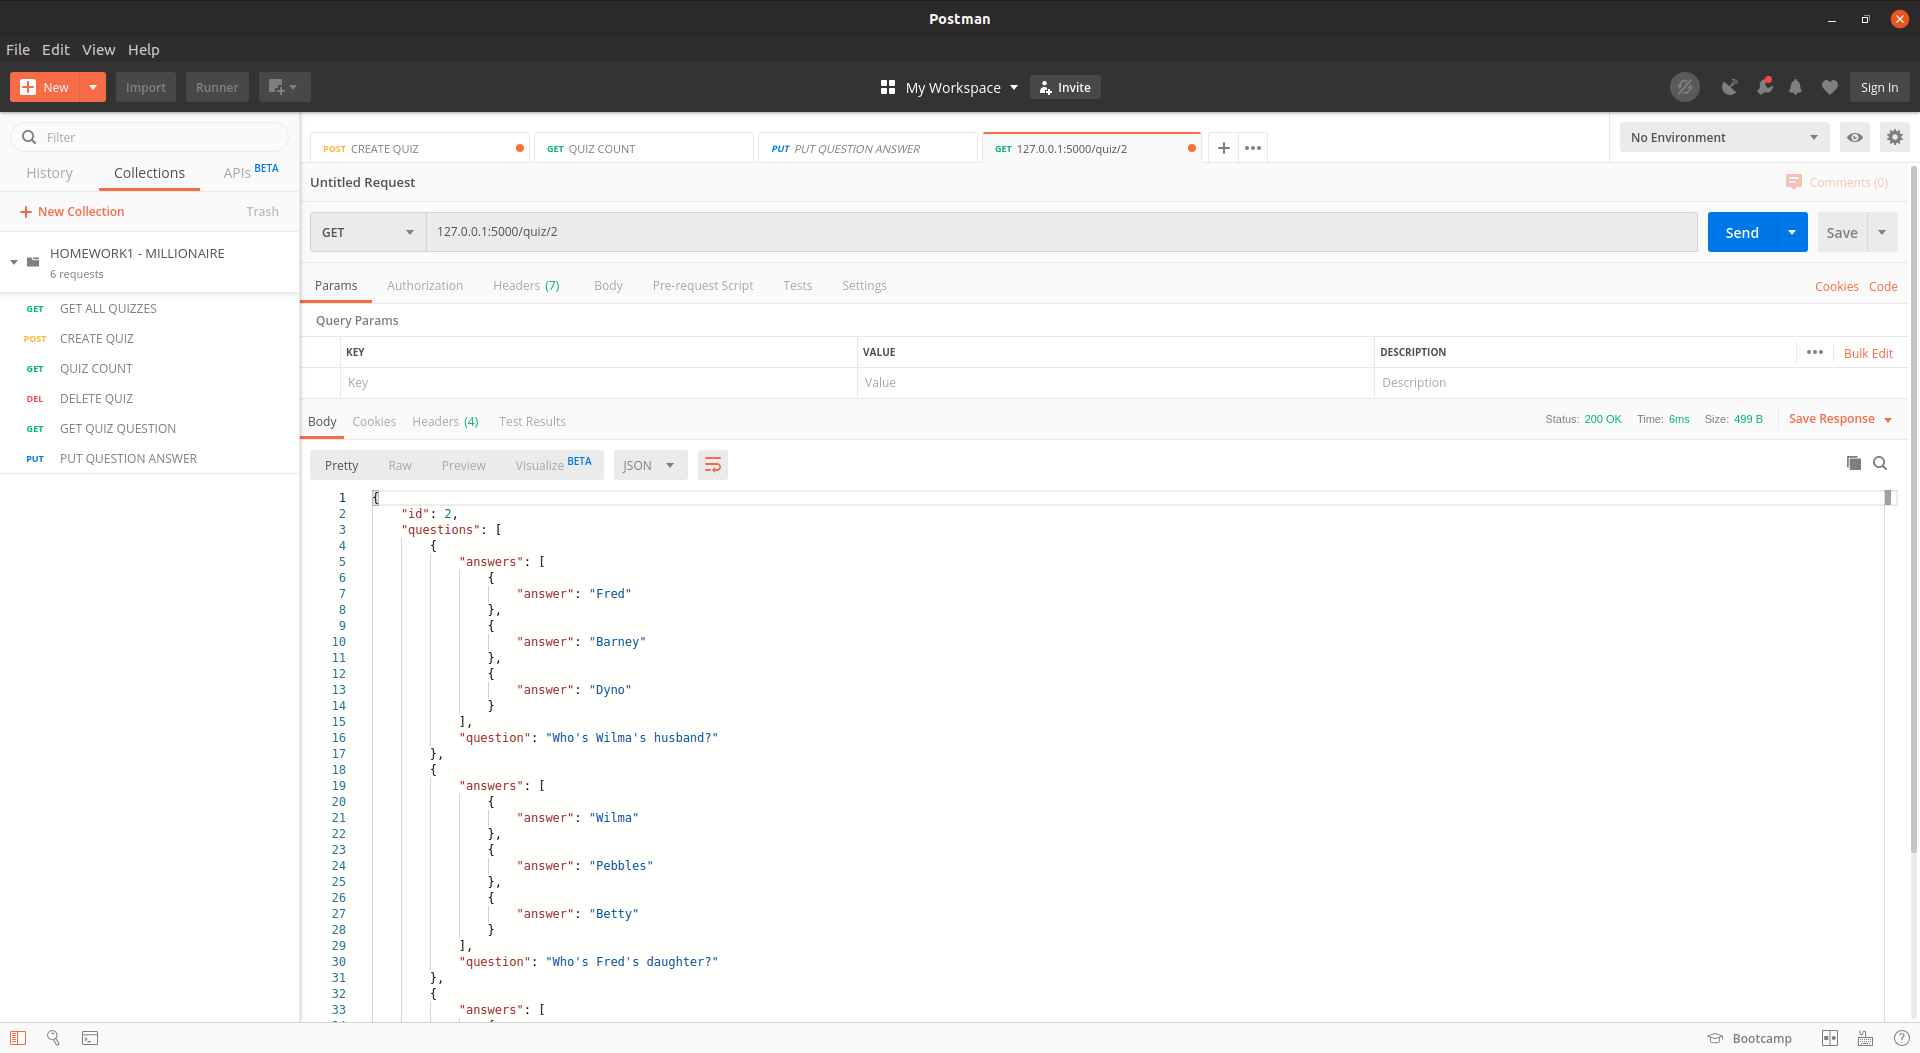 Postman
File Edit View Help
New Import Runner My Workspace Invite Sign In
Filter
History Collections APIs BETA
New Collection Trash
HOMEWORK1 - MILLIONAIRE
6 requests
GET GET ALL QUIZZES
POST CREATE QUIZ
GET QUIZ COUNT
DEL DELETE QUIZ
GET GET QUIZ QUESTION
PUT PUT QUESTION ANSWER
POST CREATE QUIZ GET QUIZ COUNT PUT PUT QUESTION ANSWER GET 127.0.0.1:5000/quiz/2 No Environment
Untitled Request Comments (0)
GET 127.0.0.1:5000/quiz/2 Send Save
Params Authorization Headers (7) Body Pre-request Script Tests Settings Cookies Code
Query Params
KEY VALUE DESCRIPTION Bulk Edit
Key Value Description
Body Cookies Headers (4) Test Results Status: 200 OK Time: 6ms Size: 499 B Save Response
Pretty Raw Preview Visualize BETA JSON
1 {
2 "id": 2,
3 "questions": [
4 {
5 "answers": [
6 {
7 "answer": "Fred"
8 },
9 {
10 "answer": "Barney"
11 },
12 {
13 "answer": "Dyno"
14 }
15 ],
16 "question": "Who's Wilma's husband?"
17 },
18 {
19 "answers": [
20 {
21 "answer": "Wilma"
22 },
23 {
24 "answer": "Pebbles"
25 },
26 {
27 "answer": "Betty"
28 }
29 ],
30 "question": "Who's Fred's daughter?"
31 },
32 {
33 "answers": [
Bootcamp